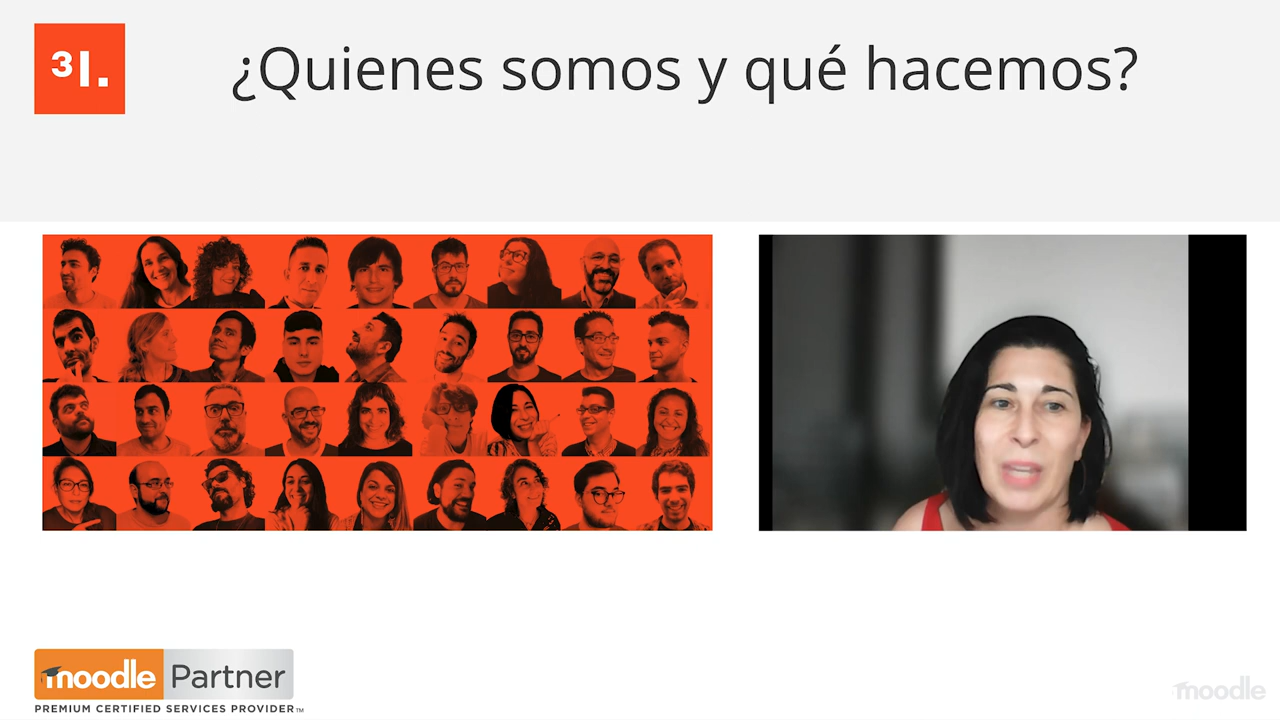 ³I.
¿Quienes somos y qué hacemos?
moodle Partner
PREMIUM CERTIFIED SERVICES PROVIDER™
moodle